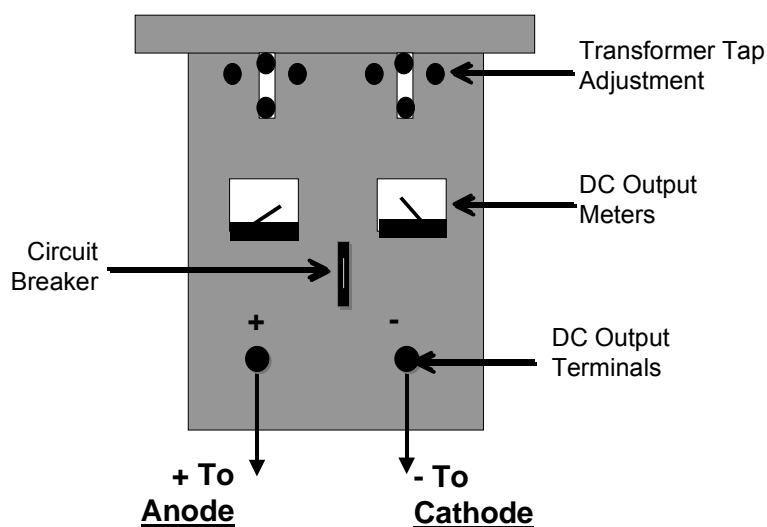 Transformer Tap
Adjustment
DC Output
Meters
Circuit
Breaker
+
-
DC Output
Terminals
+ To
Anode
- To
Cathode